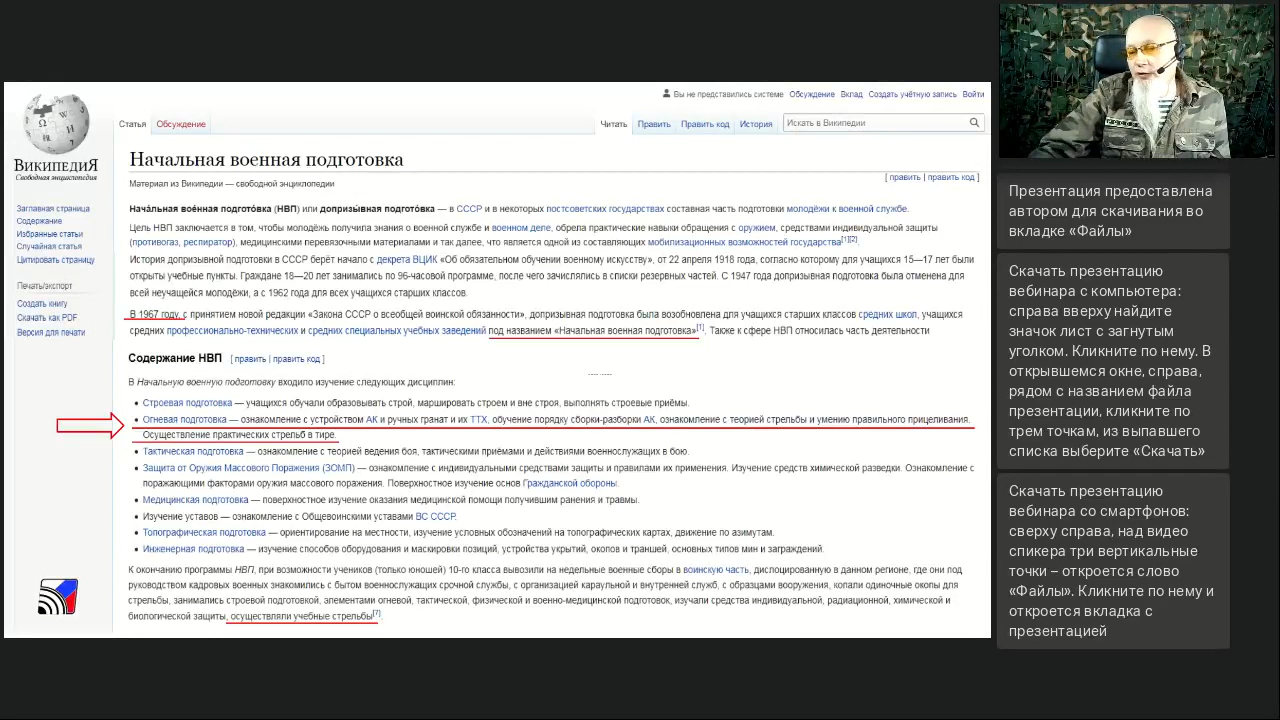 Вы не представились системе Обсуждение Вклад Создать учётную запись Войти
Статья Обсуждение Читать Править Править код История Искать в Википедии
ВИКИПЕДИЯ
Свободная энциклопедия
Заглавная страница
Содержание
Избранные статьи
Случайная статья
Цитировать страницу
Печать/экспорт
Создать книгу
Скачать как PDF
Версия для печати
Начальная военная подготовка
Материал из Википедии — свободной энциклопедии
[ править | править код ]
Нача́льная вое́нная подгото́вка (НВП) или допризы́вная подгото́вка — в СССР и в некоторых постсоветских государствах составная часть подготовки молодёжи к военной службе.
Цель НВП заключается в том, чтобы молодёжь получила знания о военной службе и военном деле, обрела практические навыки обращения с оружием, средствами индивидуальной защиты
(противогаз, респиратор), медицинскими перевязочными материалами и так далее, что является одной из составляющих мобилизационных возможностей государства[1][2].
История допризывной подготовки в СССР берёт начало с декрета ВЦИК «Об обязательном обучении военному искусству», от 22 апреля 1918 года, согласно которому для учащихся 15—17 лет были
открыты учебные пункты. Граждане 18—20 лет занимались по 96-часовой программе, после чего зачислялись в списки резервных частей. С 1947 года допризывная подготовка была отменена для
всей неучащейся молодёжи, а с 1962 года для всех учащихся старших классов.
В 1967 году, с принятием новой редакции «Закона СССР о всеобщей воинской обязанности», допризывная подготовка была возобновлена для учащихся старших классов средних школ, учащихся
средних профессионально-технических и средних специальных учебных заведений под названием «Начальная военная подготовка»[1]. Также к сфере НВП относилась часть деятельности
Содержание НВП [ править | править код ]
В Начальную военную подготовку входило изучение следующих дисциплин:
• Строевая подготовка — учащихся обучали образовывать строй, маршировать строем и вне строя, выполнять строевые приёмы.
• Огневая подготовка — ознакомление с устройством АК и ручных гранат и их ТТХ, обучение порядку сборки-разборки АК, ознакомление с теорией стрельбы и умению правильного прицеливания.
Осуществление практических стрельб в тире.
• Тактическая подготовка — ознакомление с теорией ведения боя, тактическими приёмами и действиями военнослужащих в бою.
• Защита от Оружия Массового Поражения (ЗОМП) — ознакомление с индивидуальными средствами защиты и правилами их применения. Изучение средств химической разведки. Ознакомление с
поражающими факторами оружия массового поражения. Поверхностное изучение основ Гражданской обороны.
• Медицинская подготовка — поверхностное изучение оказания медицинской помощи получившим ранения и травмы.
• Изучение уставов — ознакомление с Общевоинскими уставами ВС СССР.
• Топографическая подготовка — ориентирование на местности, изучение условных обозначений на топографических картах, движение по азимутам.
• Инженерная подготовка — изучение способов оборудования и маскировки позиций, устройства укрытий, окопов и траншей, основных типов мин и заграждений.
К окончанию программы НВП, при возможности учеников (только юношей) 10-го класса вывозили на недельные военные сборы в воинскую часть, дислоцированную в данном регионе, где они под
руководством кадровых военных знакомились с бытом военнослужащих срочной службы, с организацией караульной и внутренней служб, с образцами вооружения, копали одиночные окопы для
стрельбы, занимались строевой подготовкой, элементами огневой, тактической, физической и военно-медицинской подготовок, изучали средства индивидуальной, радиационной, химической и
биологической защиты, осуществляли учебные стрельбы[7].
Презентация предоставлена
автором для скачивания во
вкладке «Файлы»
Скачать презентацию
вебинара с компьютера:
справа вверху найдите
значок лист с загнутым
уголком. Кликните по нему. В
открывшемся окне, справа,
рядом с названием файла
презентации, кликните по
трем точкам, из выпавшего
списка выберите «Скачать»
Скачать презентацию
вебинара со смартфонов:
сверху справа, над видео
спикера три вертикальные
точки – откроется слово
«Файлы». Кликните по нему и
откроется вкладка с
презентацией